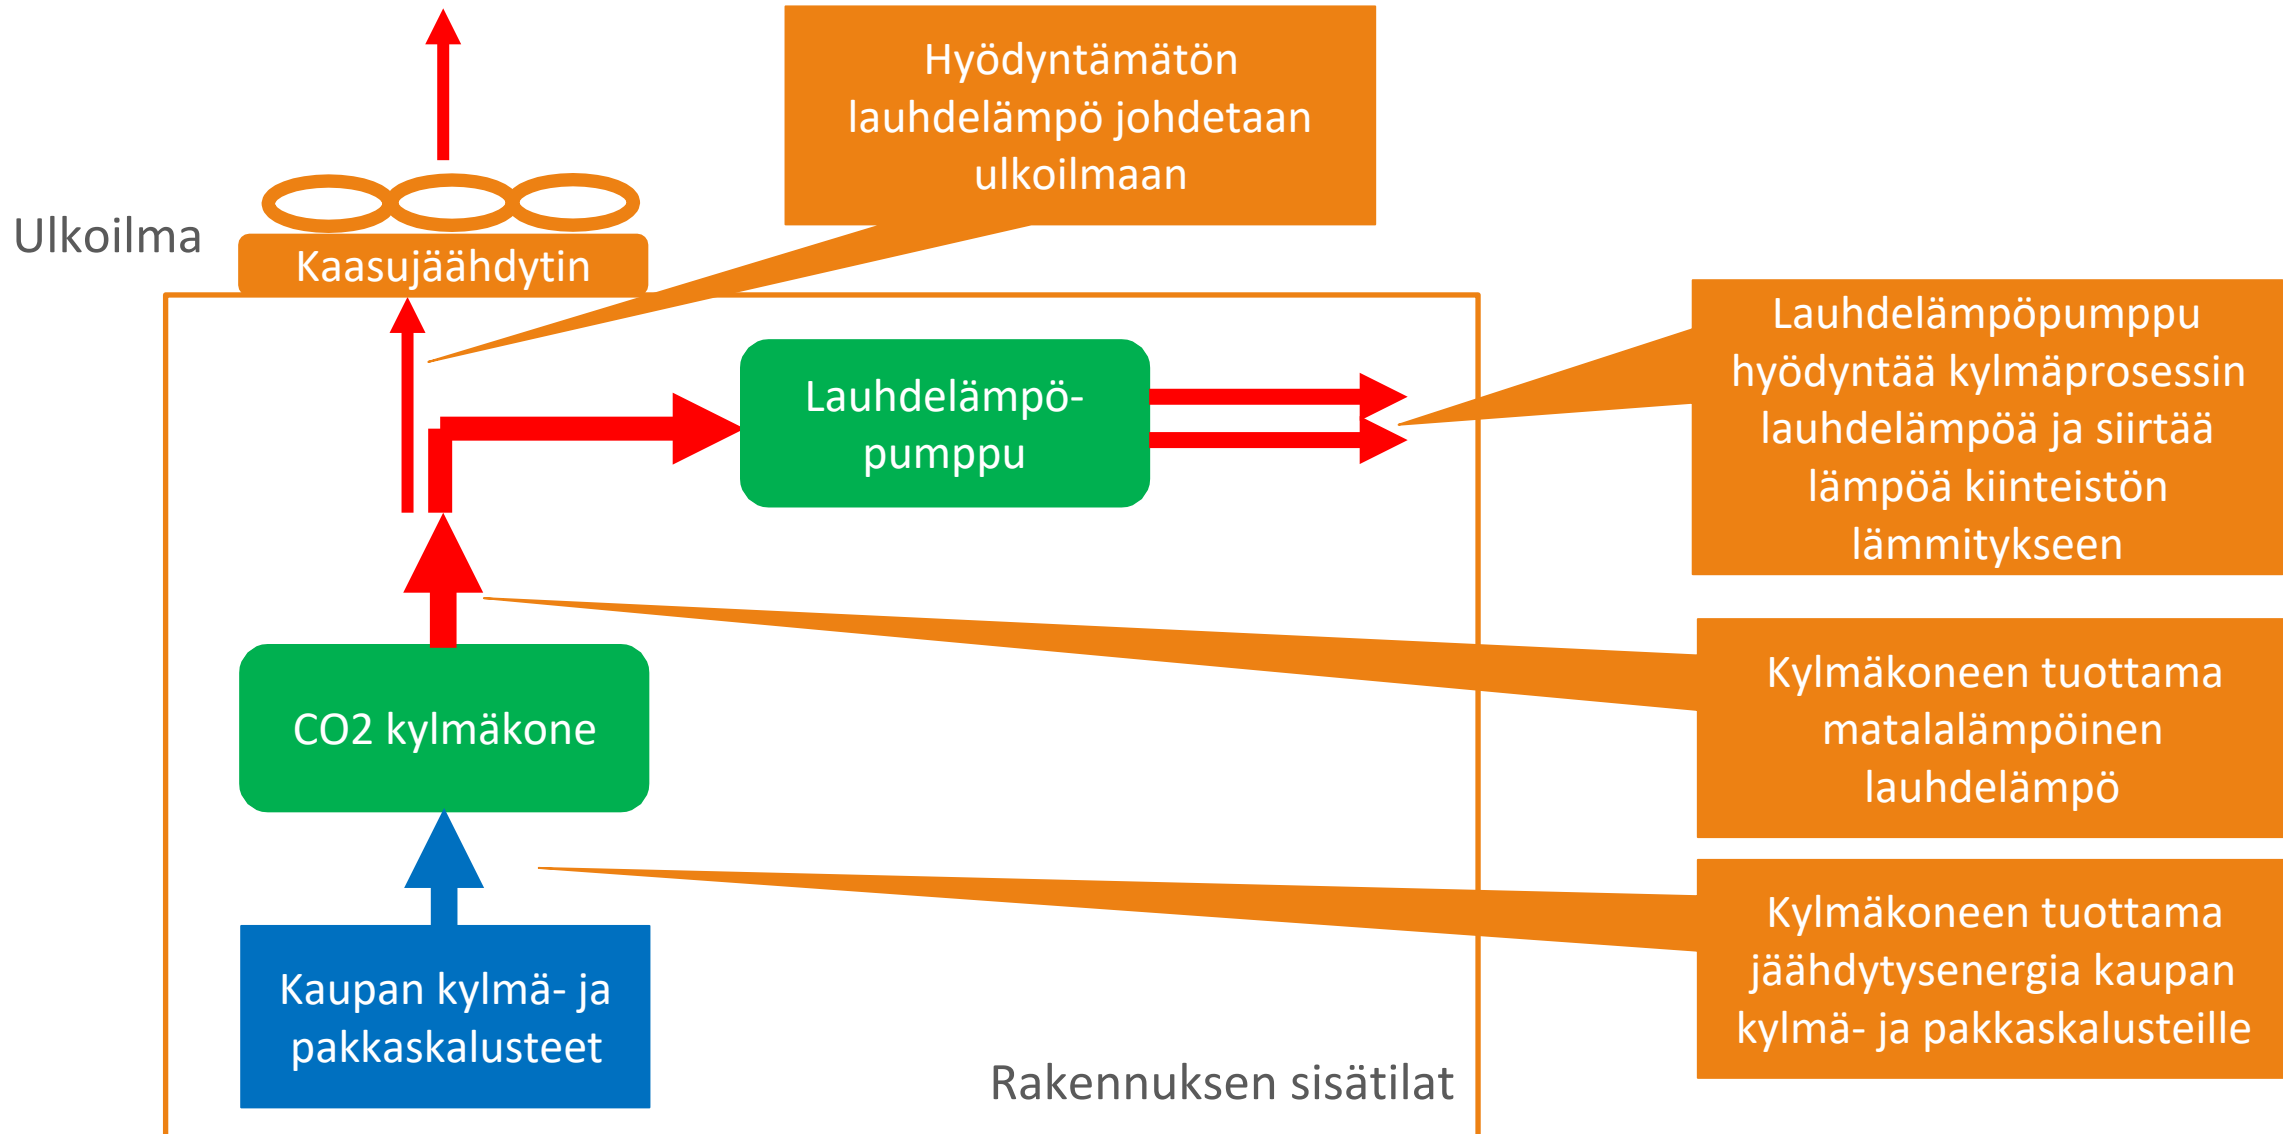 Hyödyntämätön
lauhdelämpö johdetaan
ulkoilmaan
Ulkoilma
Kaasujäähdytin
Lauhdelämpö-
pumppu
Lauhdelämpöpumppu
hyödyntää kylmäprosessin
lauhdelämpöä ja siirtää
lämpöä kiinteistön
lämmitykseen
CO2 kylmäkone
Kylmäkoneen tuottama
matalalämpöinen
lauhdelämpö
Kaupan kylmä- ja
pakkaskalusteet
Kylmäkoneen tuottama
jäähdytysenergia kaupan
kylmä- ja pakkaskalusteille
Rakennuksen sisätilat